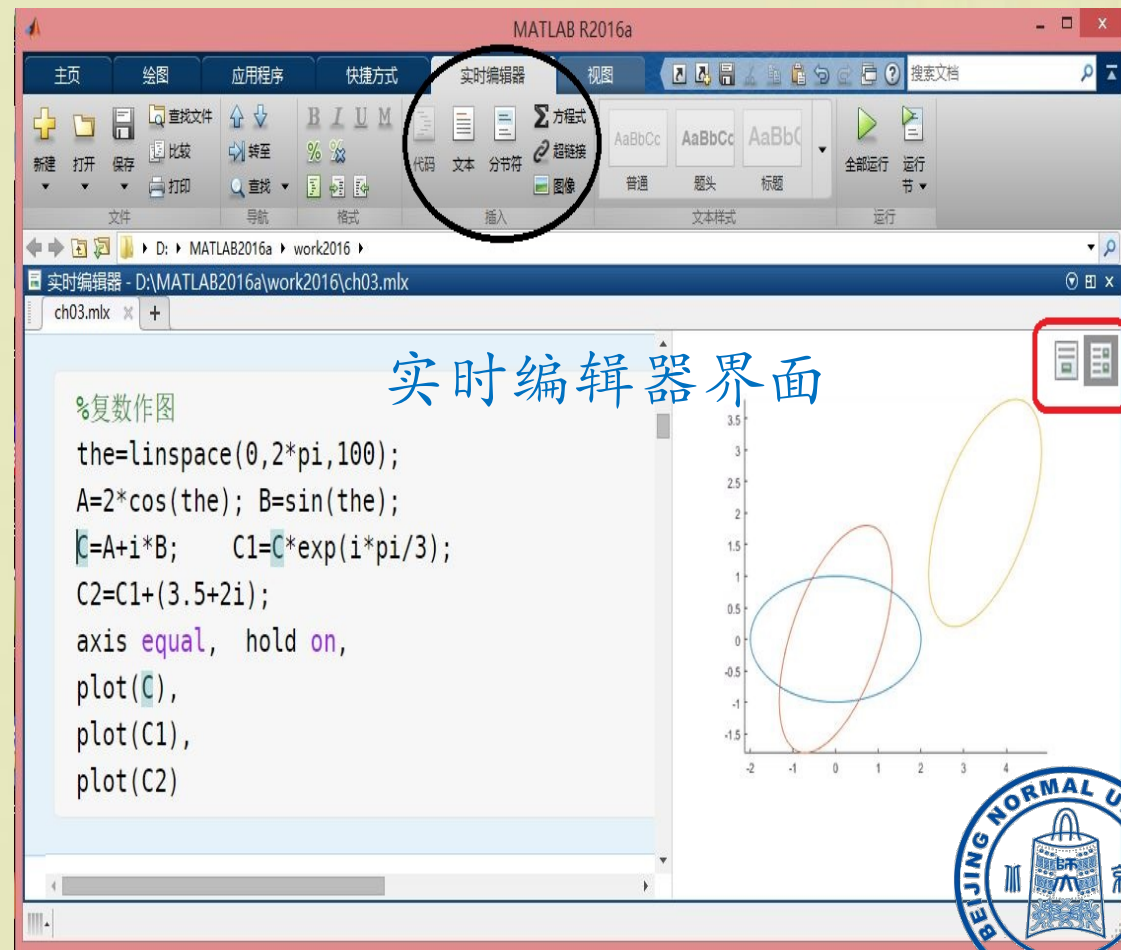 MATLAB R2016a
主页 绘图 应用程序 快捷方式 实时编辑器 视图 搜索文档
查找文件 B I U M Σ 方程式
比较 转至 超链接 AaBbCc AaBbCc AaBb
新建 打开 保存 代码 文本 分节符 全部运行 运行节
打印 查找 图像 普通 题头 标题
文件 导航 格式 插入 文本样式 运行
D: MATLAB2016a work2016
实时编辑器 - D:\MATLAB2016a\work2016\ch03.mlx
ch03.mlx
实时编辑器界面
%复数作图
the=linspace(0,2*pi,100);
A=2*cos(the); B=sin(the);
C=A+i*B; C1=C*exp(i*pi/3);
C2=C1+(3.5+2i);
axis equal, hold on,
plot(C),
plot(C1),
plot(C2)
3.5
3
2.5
2
1.5
1
0.5
0
-0.5
-1
-1.5
-2 -1 0 1 2 3 4
BEIJING NORMAL U